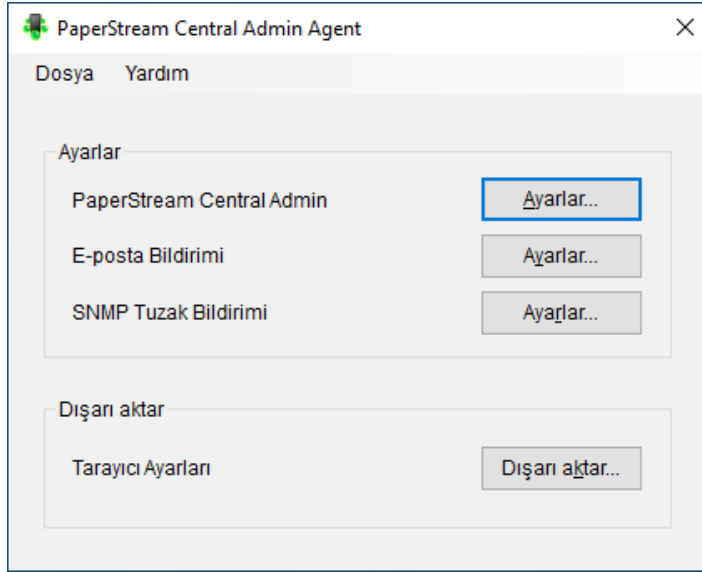 PaperStream Central Admin Agent
Dosya Yardım
Ayarlar
PaperStream Central Admin Ayarlar...
E-posta Bildirimi Ayarlar...
SNMP Tuzak Bildirimi Ayarlar...
Dışarı aktar
Tarayıcı Ayarları Dışarı aktar...